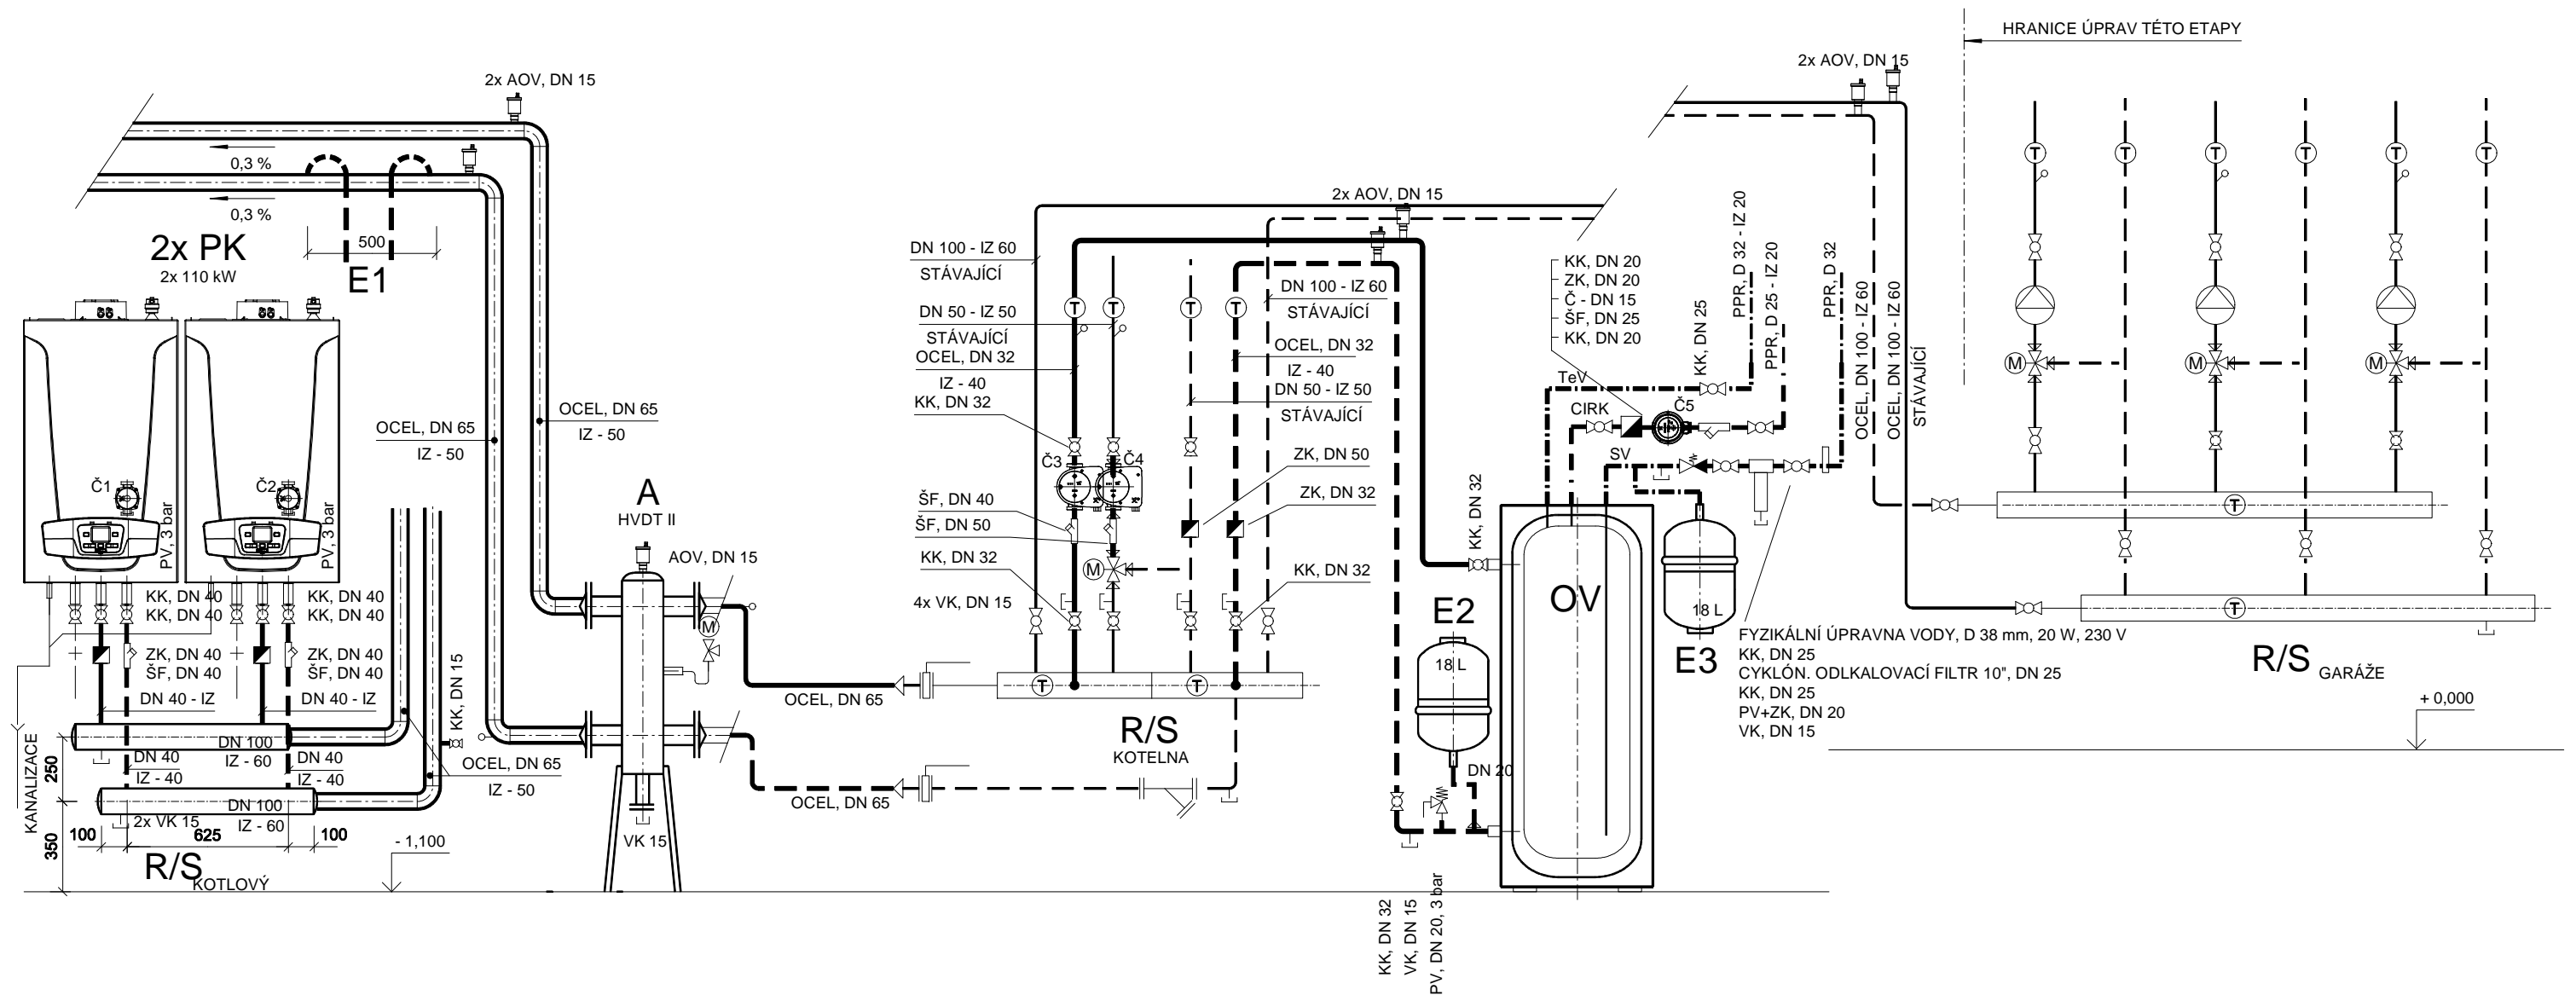 HRANICE ÚPRAV TÉTO ETAPY
2x AOV, DN 15
2x AOV, DN 15
2x AOV, DN 15
0,3 %
0,3 %
2x PK
2x 110 kW
500
E1
Č1
PV, 3 bar
Č2
PV, 3 bar
KK, DN 40
KK, DN 40
KK, DN 40
KK, DN 40
ZK, DN 40
ŠF, DN 40
ZK, DN 40
ŠF, DN 40
DN 40 - IZ
DN 40 - IZ
KK, DN 15
DN 100
IZ - 60
DN 40
IZ - 40
DN 40
IZ - 40
DN 100
IZ - 60
2x VK 15
KANALIZACE
250
350
100
625
100
R/S
KOTLOVÝ
- 1,100
OCEL, DN 65
IZ - 50
OCEL, DN 65
IZ - 50
OCEL, DN 65
IZ - 50
A
HVDT II
AOV, DN 15
M
VK 15
OCEL, DN 65
OCEL, DN 65
DN 100 - IZ 60
STÁVAJÍCÍ
DN 50 - IZ 50
STÁVAJÍCÍ
OCEL, DN 32
IZ - 40
KK, DN 32
Č3
Č4
ŠF, DN 40
ŠF, DN 50
KK, DN 32
4x VK, DN 15
T
T
T
T
M
T
T
DN 100 - IZ 60
STÁVAJÍCÍ
OCEL, DN 32
IZ - 40
DN 50 - IZ 50
STÁVAJÍCÍ
ZK, DN 50
ZK, DN 32
KK, DN 32
R/S
KOTELNA
KK, DN 32
E2
18 L
DN 20
KK, DN 32
VK, DN 15
PV, DN 20, 3 bar
OV
KK, DN 20
ZK, DN 20
Č - DN 15
ŠF, DN 25
KK, DN 20
TeV
CIRK
Č5
SV
KK, DN 25
PPR, D 32 - IZ 20
PPR, D 25 - IZ 20
PPR, D 32
OCEL, DN 100 - IZ 60
OCEL, DN 100 - IZ 60
STÁVAJÍCÍ
18 L
E3
FYZIKÁLNÍ ÚPRAVNA VODY, D 38 mm, 20 W, 230 V
KK, DN 25
CYKLÓN. ODLKALOVACÍ FILTR 10", DN 25
KK, DN 25
PV+ZK, DN 20
VK, DN 15
T
T
T
T
T
T
M
M
M
T
T
R/S
GARÁŽE
+ 0,000